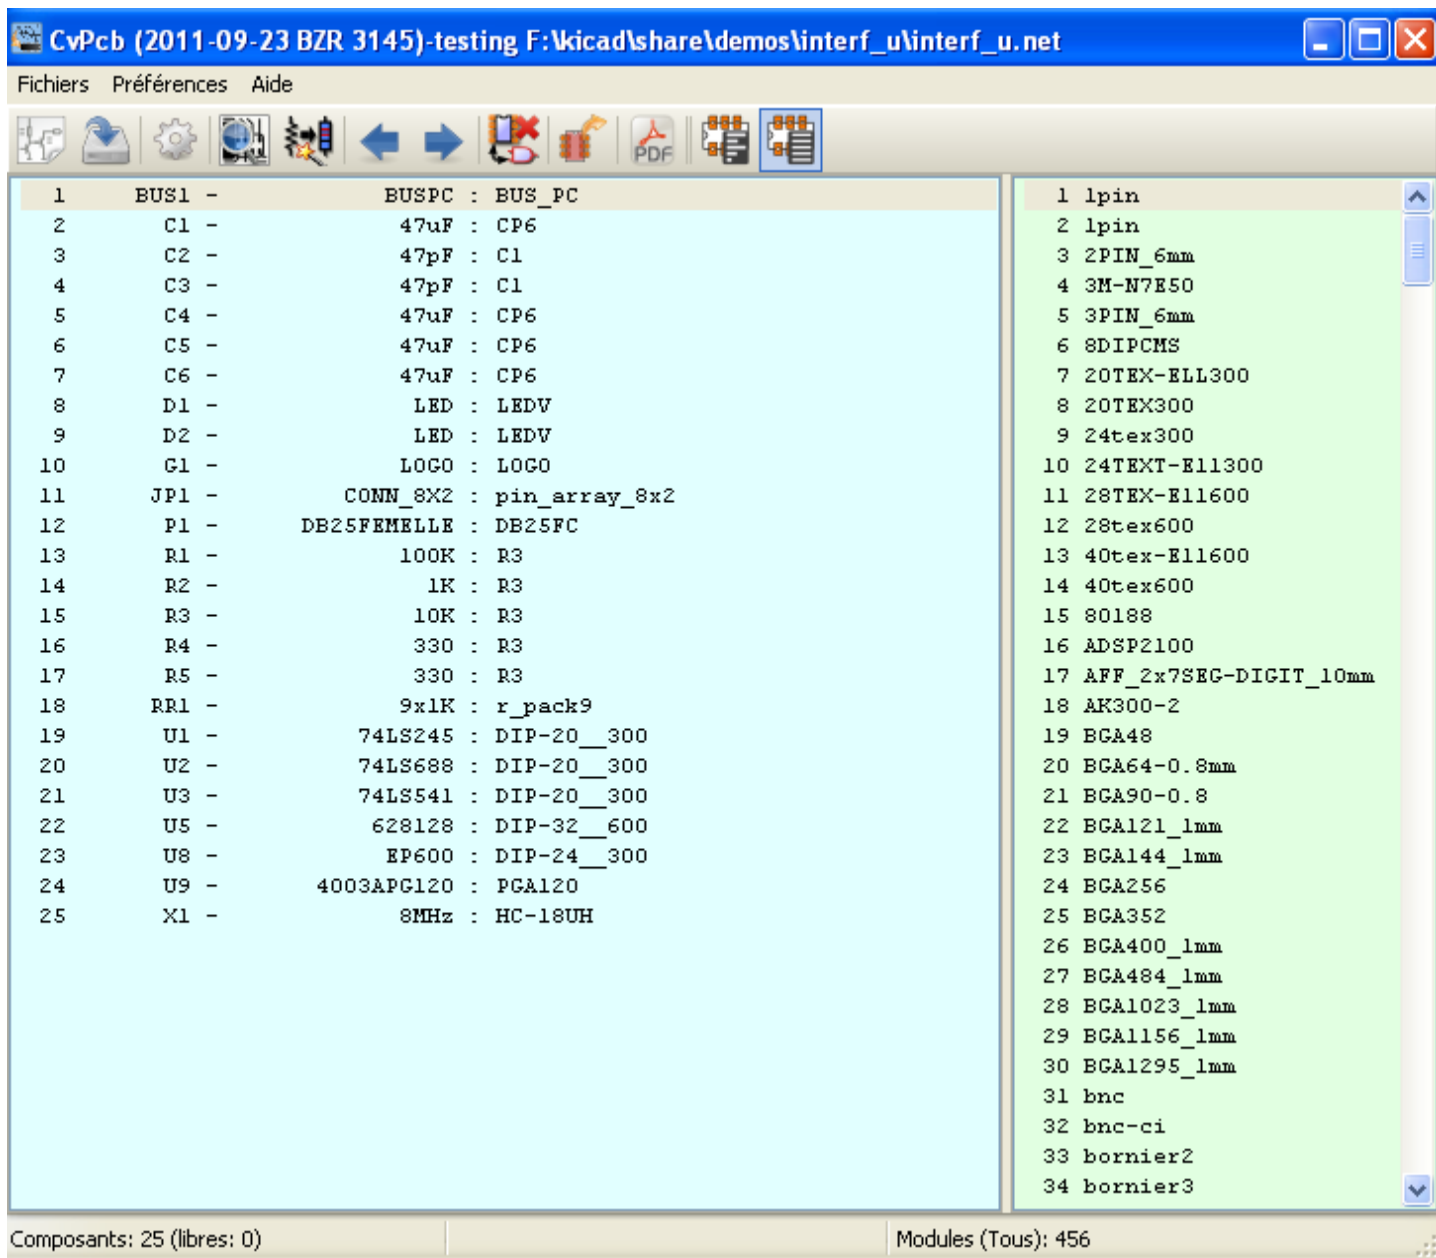 CvPcb (2011-09-23 BZR 3145)-testing F:\kicad\share\demos\interf_u\interf_u.net
Fichiers Préférences Aide
PDF
1 BUS1 - BUSPC : BUS_PC
2 C1 - 47uF : CP6
3 C2 - 47pF : C1
4 C3 - 47pF : C1
5 C4 - 47uF : CP6
6 C5 - 47uF : CP6
7 C6 - 47uF : CP6
8 D1 - LED : LEDV
9 D2 - LED : LEDV
10 G1 - LOGO : LOGO
11 JP1 - CONN_8X2 : pin_array_8x2
12 P1 - DB25FEMELLE : DB25FC
13 R1 - 100K : R3
14 R2 - 1K : R3
15 R3 - 10K : R3
16 R4 - 330 : R3
17 R5 - 330 : R3
18 RR1 - 9x1K : r_pack9
19 U1 - 74LS245 : DIP-20__300
20 U2 - 74LS688 : DIP-20__300
21 U3 - 74LS541 : DIP-20__300
22 U5 - 628128 : DIP-32__600
23 U8 - EP600 : DIP-24__300
24 U9 - 4003APG120 : PGA120
25 X1 - 8MHz : HC-18UH
1 1pin
2 1pin
3 2PIN_6mm
4 3M-N7E50
5 3PIN_6mm
6 8DIPCMS
7 20TEX-ELL300
8 20TEX300
9 24tex300
10 24TEXT-Ell300
11 28TEX-Ell600
12 28tex600
13 40tex-Ell600
14 40tex600
15 80188
16 ADSP2100
17 AFF_2x7SEG-DIGIT_10mm
18 AK300-2
19 BGA48
20 BGA64-0.8mm
21 BGA90-0.8
22 BGA121_1mm
23 BGA144_1mm
24 BGA256
25 BGA352
26 BGA400_1mm
27 BGA484_1mm
28 BGA1023_1mm
29 BGA1156_1mm
30 BGA1295_1mm
31 bnc
32 bnc-ci
33 bornier2
34 bornier3
Composants: 25 (libres: 0) Modules (Tous): 456